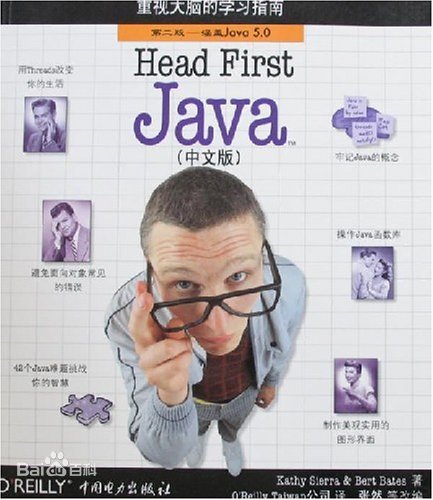 重视大脑的学习指南
第二版——涵盖Java 5.0
Head First
Java™
(中文版)
用Threads改变
你的生活
牢记Java的概念
避免面向对象常见
的错误
操作Java函数库
42个Java难题挑战
你的智慧
制作美观实用的
图形界面
Bai百科
O'REILLY®
中国电力出版社
Kathy Sierra & Bert Bates 著
O'Reilly Taiwan公司 译 张然 等改编